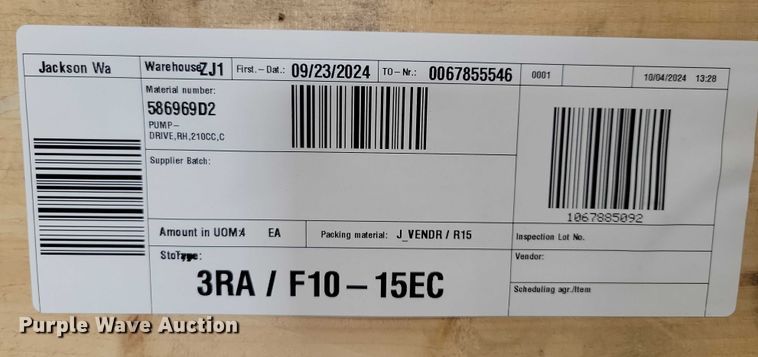 Jackson Wa
Warehouse ZJ1
First.-Dat.: 09/23/2024
TO-Nr.: 0067855546
0001
10/04/2024 13:28
Material number:
586969D2
PUMP-
DRIVE,RH,210CC,C
Supplier Batch:
1067885092
Amount in UOM:4 EA
Packing material: J_VENDR / R15
Inspection Lot No.
Vendor:
Scheduling agr./Item
3RA / F10-15EC
Purple Wave Auction